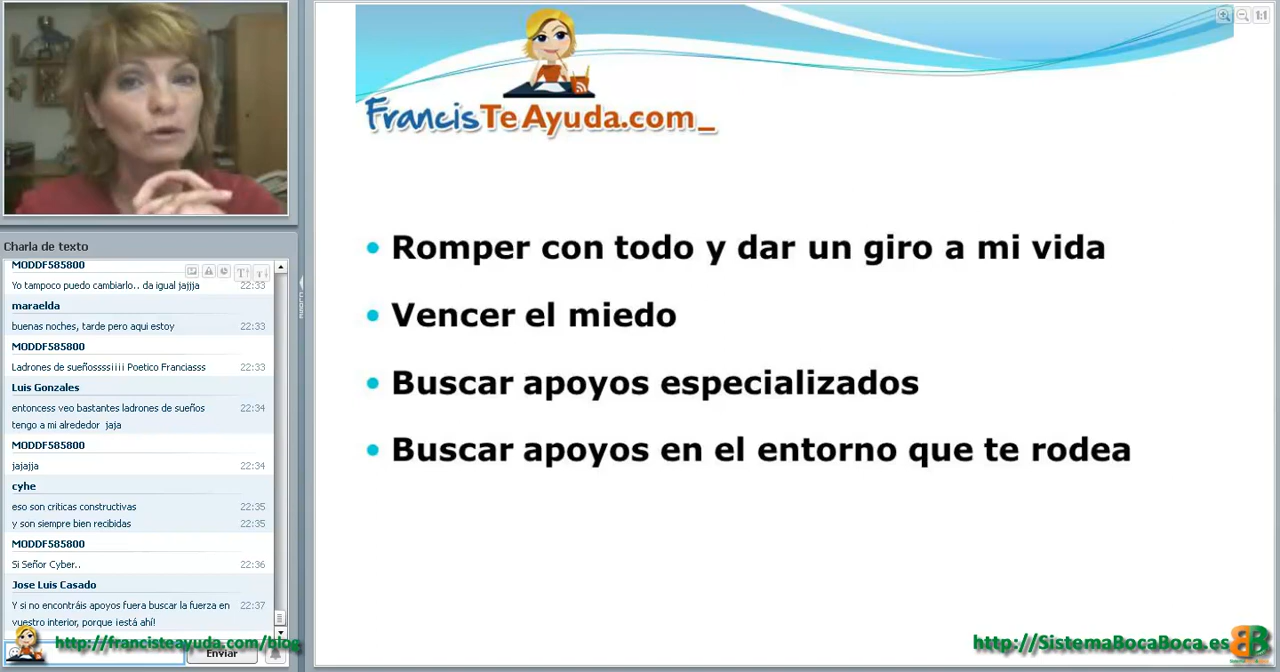 FrancisTeAyuda.com_
Romper con todo y dar un giro a mi vida
Vencer el miedo
Buscar apoyos especializados
Buscar apoyos en el entorno que te rodea
Charla de texto
MODDF585800
Yo tampoco puedo cambiarlo.. da igual jajjja 22:33
maraelda
buenas noches, tarde pero aqui estoy 22:33
MODDF585800
Ladrones de sueñossssiiii Poetico Franciasss 22:33
Luis Gonzales
entoncess veo bastantes ladrones de sueños 22:34
tengo a mi alrededor jaja
MODDF585800
jajajja 22:34
cyhe
eso son criticas constructivas 22:35
y son siempre bien recibidas 22:35
MODDF585800
Si Señor Cyber.. 22:36
Jose Luis Casado
Y si no encontráis apoyos fuera buscar la fuerza en 22:37
vuestro interior, porque ¡está ahí!
http://francisteayuda.com/blog
Enviar
http://SistemaBocaBoca.es
1:1